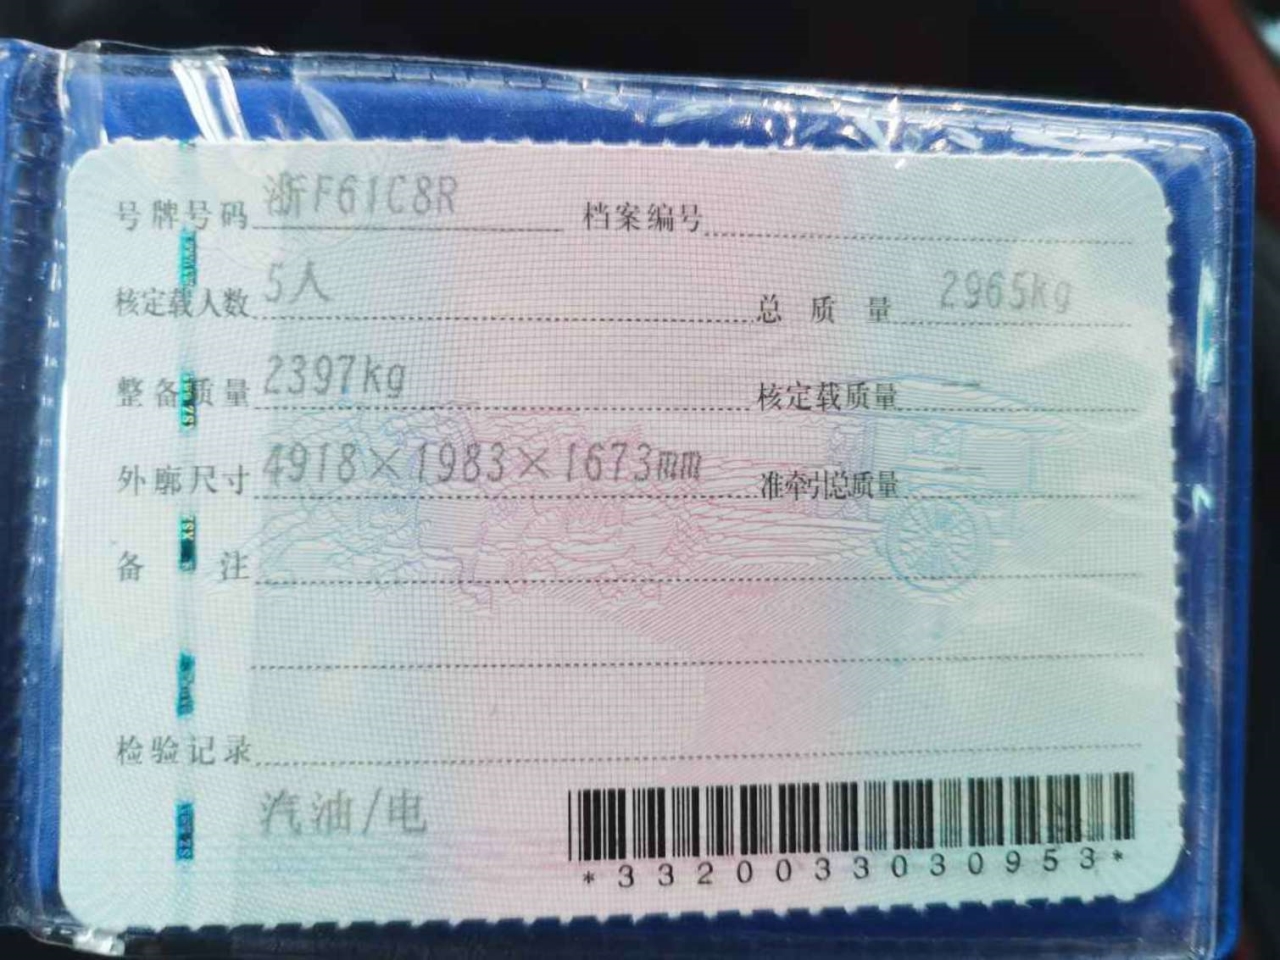 号牌号码 浙F61C8R 档案编号
核定载人数 5人 总质量 2965kg
整备质量 2397kg 核定载质量 --
外廓尺寸 4918×1983×1673mm 准牵引总质量 --
备注
检验记录
汽油/电
*3320033030953*